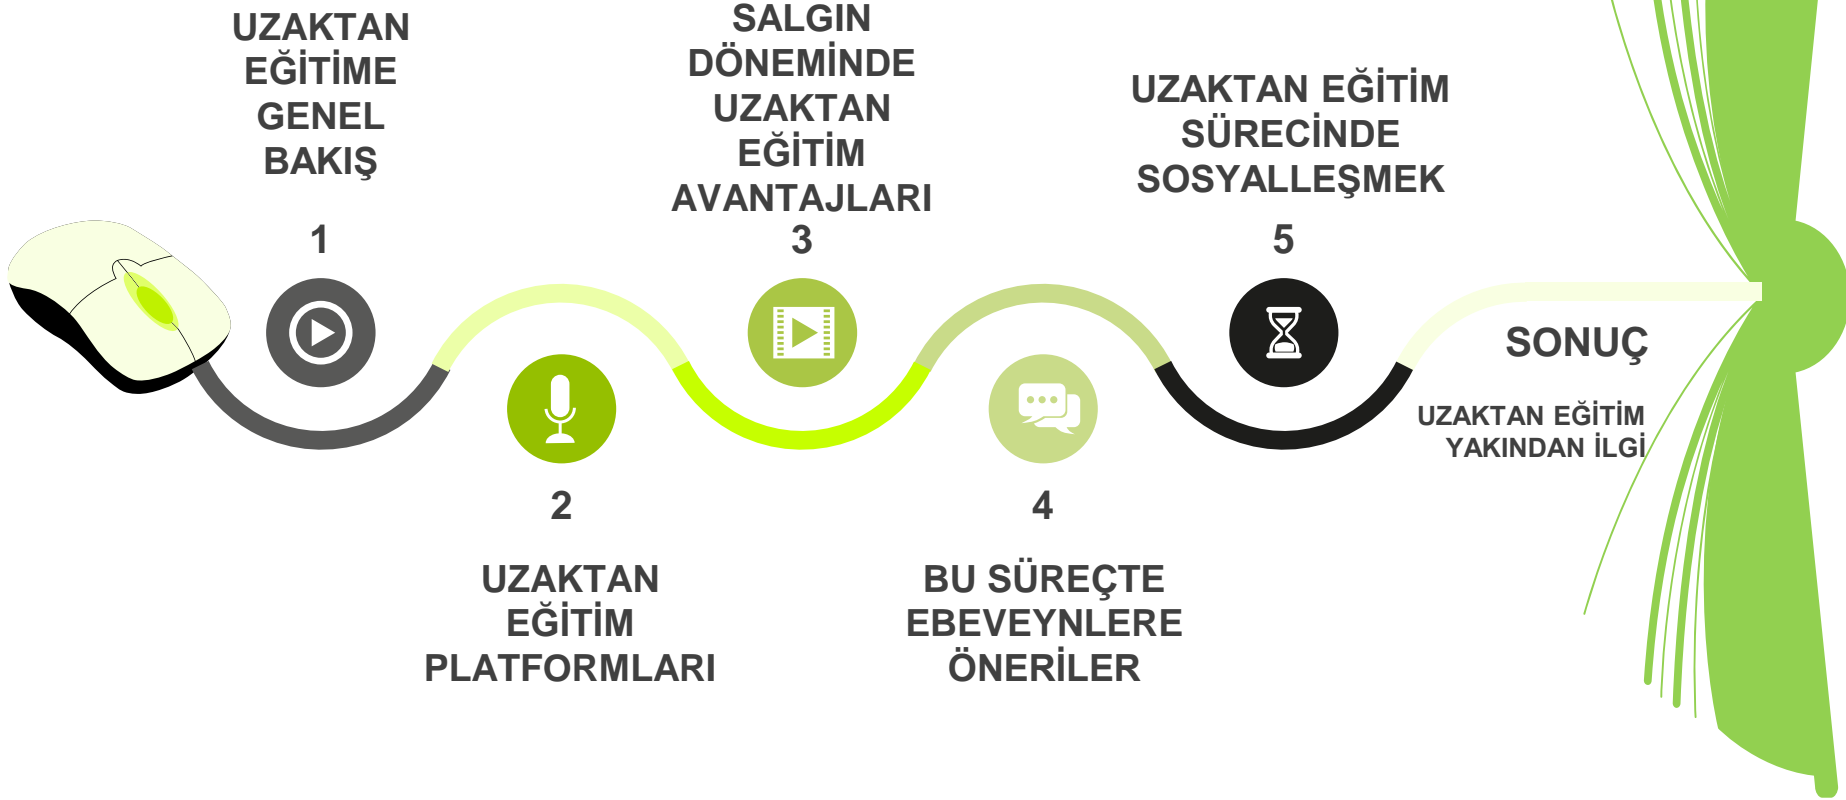 UZAKTAN
EĞİTİME
GENEL
BAKIŞ
1
2
UZAKTAN
EĞİTİM
PLATFORMLARI
SALGIN
DÖNEMİNDE
UZAKTAN
EĞİTİM
AVANTAJLARI
3
4
BU SÜREÇTE
EBEVEYNLERE
ÖNERİLER
UZAKTAN EĞİTİM
SÜRECİNDE
SOSYALLEŞMEK
5
SONUÇ
UZAKTAN EĞİTİM
YAKINDAN İLGİ